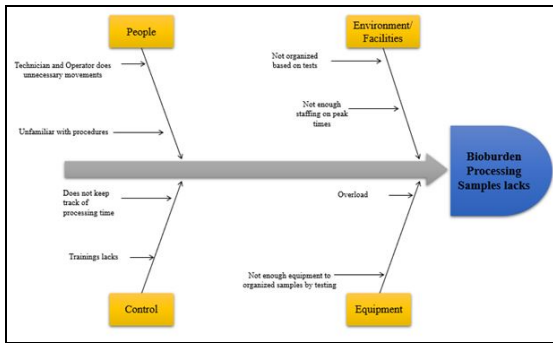 People
Environment/
Facilities
Technician and Operator does
unnecessary movements
Not organized
based on tests
Not enough
staffing on peak
times
Unfamiliar with procedures
Bioburden
Processing
Samples lacks
Does not keep
track of
processing time
Overload
Trainings lacks
Not enough equipment to
organized samples by testing
Control
Equipment